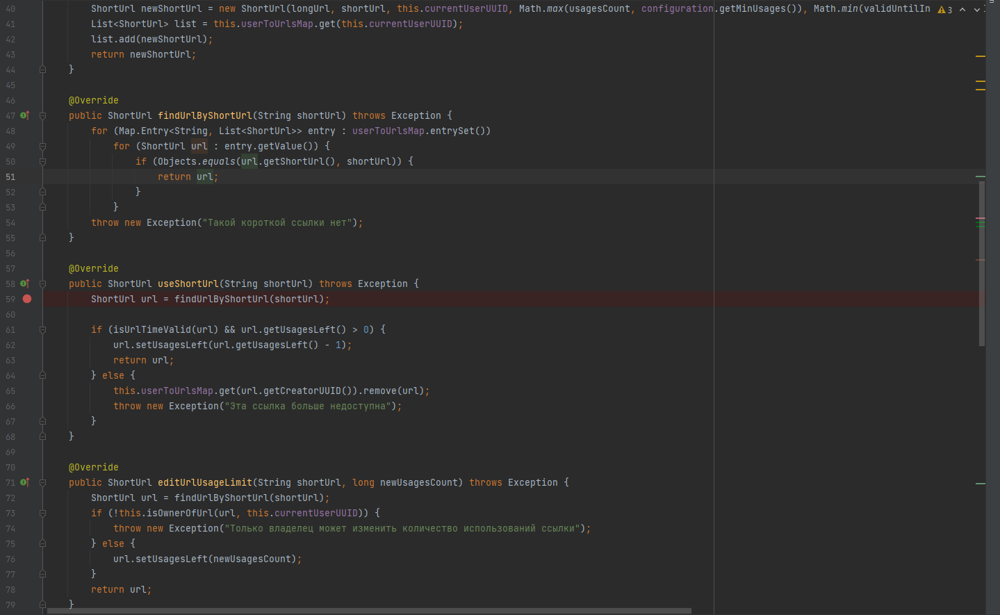 40 ShortUrl newShortUrl = new ShortUrl(longUrl, shortUrl, this.currentUserUUID, Math.max(usagesCount, configuration.getMinUsages()), Math.min(validUntilIn 3
41 List<ShortUrl> list = this.userToUrlsMap.get(this.currentUserUUID);
42 list.add(newShortUrl);
43 return newShortUrl;
44 }
45
46 @Override
47 public ShortUrl findUrlByShortUrl(String shortUrl) throws Exception {
48 for (Map.Entry<String, List<ShortUrl>> entry : userToUrlsMap.entrySet())
49 for (ShortUrl url : entry.getValue()) {
50 if (Objects.equals(url.getShortUrl(), shortUrl)) {
51 return url;
52 }
53 }
54 throw new Exception("Такой короткой ссылки нет");
55 }
56
57 @Override
58 public ShortUrl useShortUrl(String shortUrl) throws Exception {
59 ShortUrl url = findUrlByShortUrl(shortUrl);
60
61 if (isUrlTimeValid(url) && url.getUsagesLeft() > 0) {
62 url.setUsagesLeft(url.getUsagesLeft() - 1);
63 return url;
64 } else {
65 this.userToUrlsMap.get(url.getCreatorUUID()).remove(url);
66 throw new Exception("Эта ссылка больше недоступна");
67 }
68 }
69
70 @Override
71 public ShortUrl editUrlUsageLimit(String shortUrl, long newUsagesCount) throws Exception {
72 ShortUrl url = findUrlByShortUrl(shortUrl);
73 if (!this.isOwnerOfUrl(url, this.currentUserUUID)) {
74 throw new Exception("Только владелец может изменить количество использований ссылки");
75 } else {
76 url.setUsagesLeft(newUsagesCount);
77 }
78 return url;
79 }